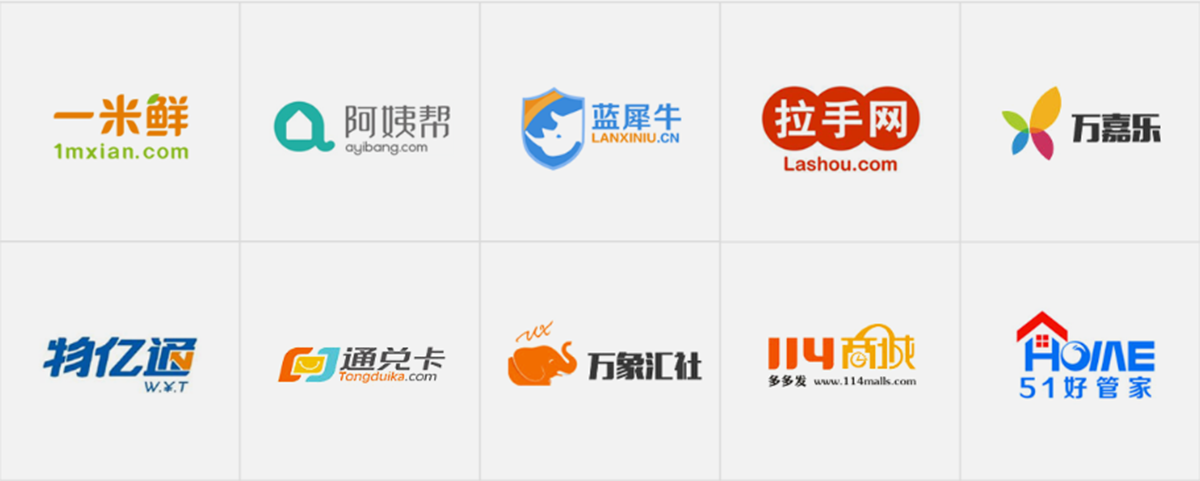 一米鲜
1mxian.com
阿姨帮
ayibang.com
蓝犀牛
LANXINIU.CN
拉手网
Lashou.com
万嘉乐
物亿通
W.¥.T
通兑卡
Tongduika.com
ux
万象汇社
114商城
多多发 www.114malls.com
HOME
51好管家